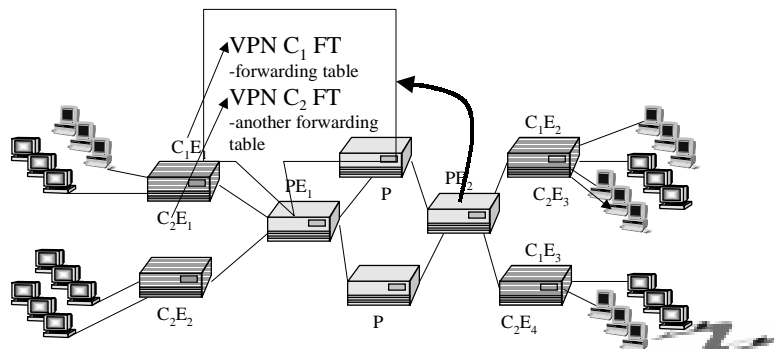 VPN C1 FT
-forwarding table
VPN C2 FT
-another forwarding
table
C1E1
C1E2
PE1
P
PE2
C2E3
C2E1
C1E3
C2E2
P
C2E4